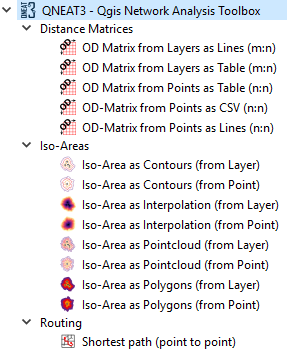 QNEAT3 - Qgis Network Analysis Toolbox
Distance Matrices
OD Matrix from Layers as Lines (m:n)
OD Matrix from Layers as Table (m:n)
OD Matrix from Points as Table (n:n)
OD-Matrix from Points as CSV (n:n)
OD-Matrix from Points as Lines (n:n)
Iso-Areas
Iso-Area as Contours (from Layer)
Iso-Area as Contours (from Point)
Iso-Area as Interpolation (from Layer)
Iso-Area as Interpolation (from Point)
Iso-Area as Pointcloud (from Layer)
Iso-Area as Pointcloud (from Point)
Iso-Area as Polygons (from Layer)
Iso-Area as Polygons (from Point)
Routing
Shortest path (point to point)